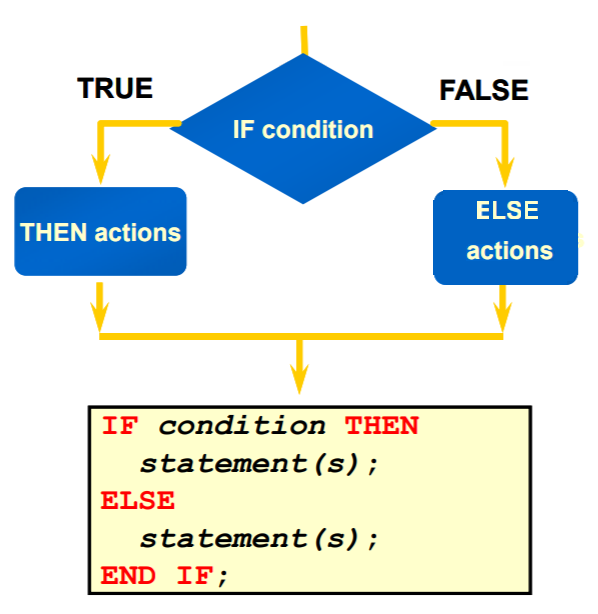 TRUE
FALSE
IF condition
THEN actions
ELSE
actions
IF condition THEN
statement(s);
ELSE
statement(s);
END IF;